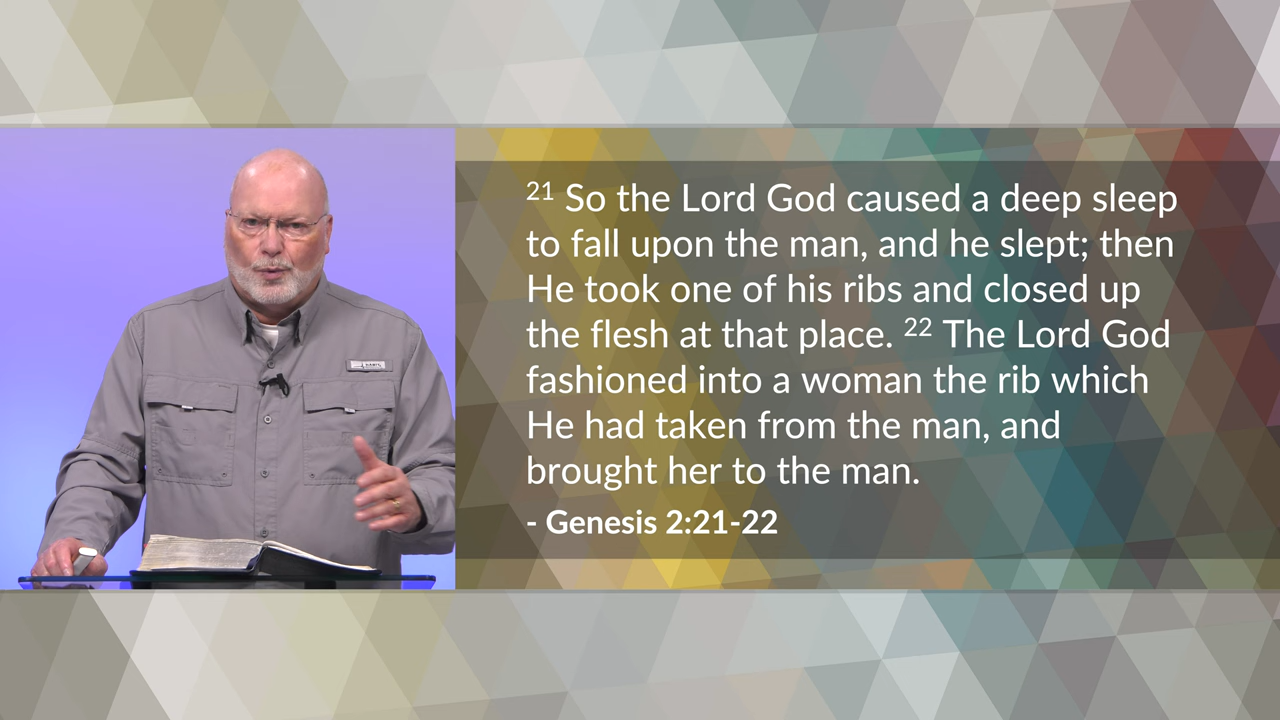 21 So the Lord God caused a deep sleep
to fall upon the man, and he slept; then
He took one of his ribs and closed up
the flesh at that place. 22 The Lord God
fashioned into a woman the rib which
He had taken from the man, and
brought her to the man.
- Genesis 2:21-22